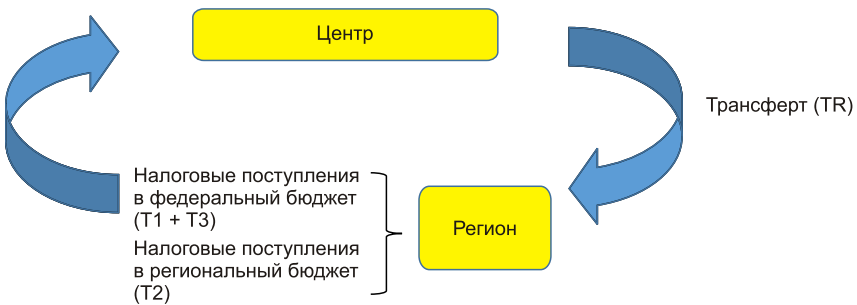 Центр
Трансферт (TR)
Налоговые поступления
в федеральный бюджет
(Т1 + Т3)
Налоговые поступления
в региональный бюджет
(Т2)
Регион